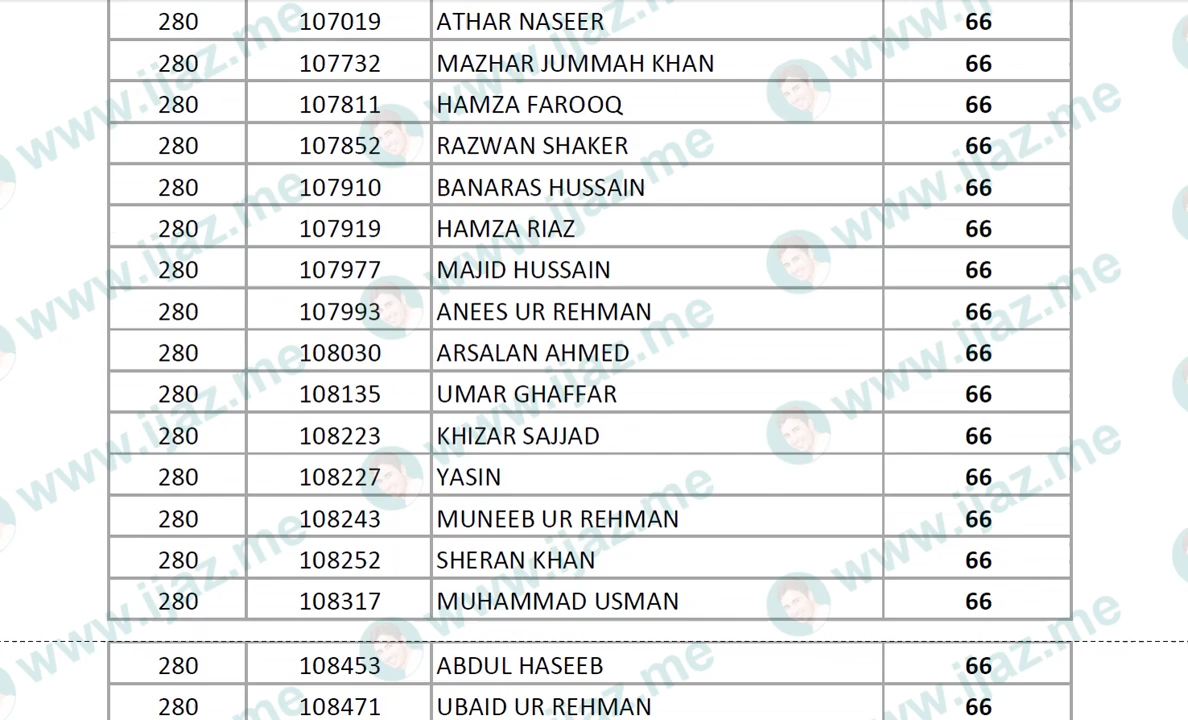 280 107019 ATHAR NASEER 66
280 107732 MAZHAR JUMMAH KHAN 66
280 107811 HAMZA FAROOQ 66
280 107852 RAZWAN SHAKER 66
280 107910 BANARAS HUSSAIN 66
280 107919 HAMZA RIAZ 66
280 107977 MAJID HUSSAIN 66
280 107993 ANEES UR REHMAN 66
280 108030 ARSALAN AHMED 66
280 108135 UMAR GHAFFAR 66
280 108223 KHIZAR SAJJAD 66
280 108227 YASIN 66
280 108243 MUNEEB UR REHMAN 66
280 108252 SHERAN KHAN 66
280 108317 MUHAMMAD USMAN 66
280 108453 ABDUL HASEEB 66
280 108471 UBAID UR REHMAN 66
www.ijaz.me